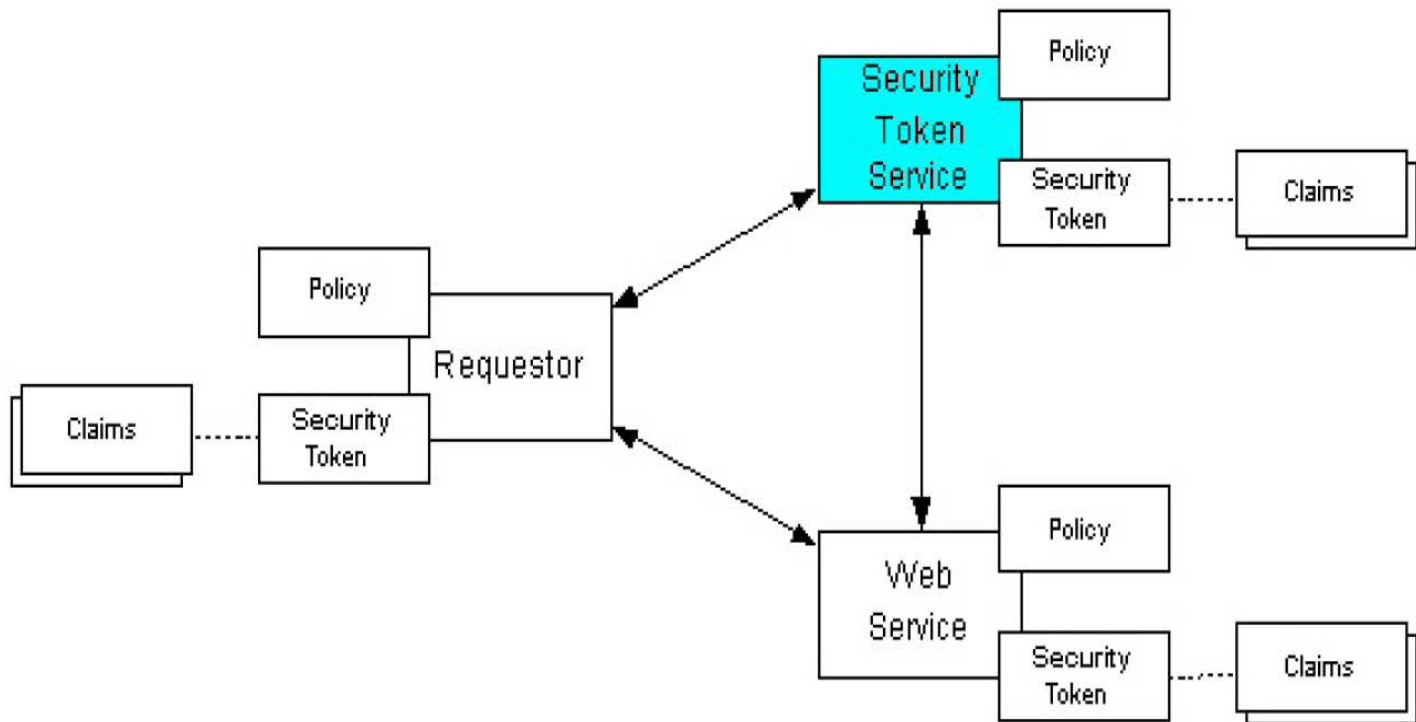 Policy
Security
Token
Service
Security
Token
Claims
Policy
Requestor
Claims
Security
Token
Policy
Web
Service
Security
Token
Claims